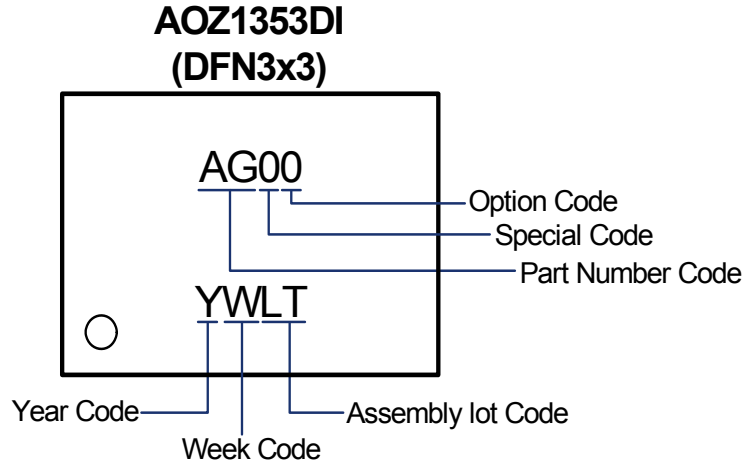 AOZ1353DI
(DFN3x3)
AG00
Option Code
Special Code
Part Number Code
YWLT
Year Code
Assembly lot Code
Week Code